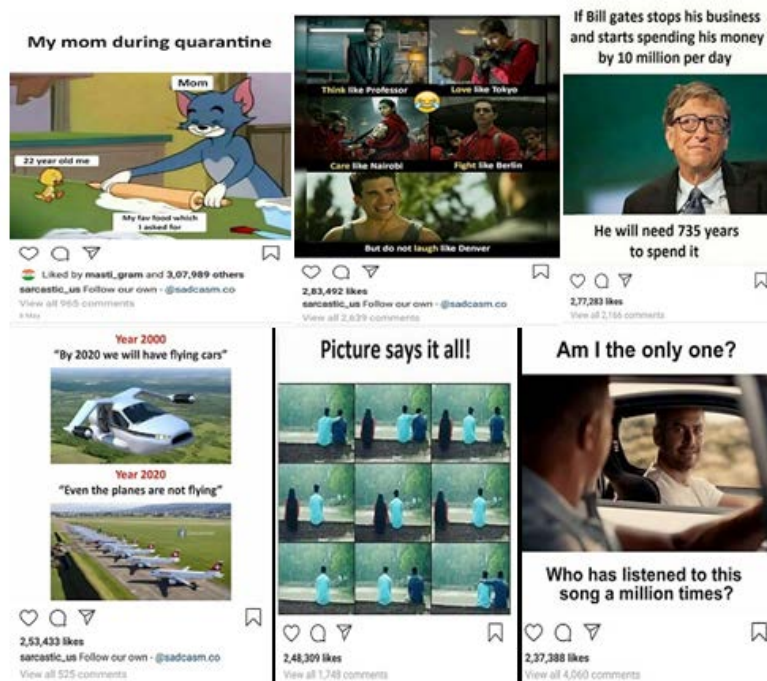 My mom during quarantine
Mom
22 year old me
My fav food which
I asked for
Liked by masti_gram and 3,07,989 others
sarcastic_us Follow our own - @sadcasm.co
View all 965 comments
6 May
Think like Professor
Love like Tokyo
Care like Nairobi
Fight like Berlin
But do not laugh like Denver
2,83,492 likes
sarcastic_us Follow our own - @sadcasm.co
View all 2,639 comments
If Bill gates stops his business
and starts spending his money
by 10 million per day
He will need 735 years
to spend it
2,77,283 likes
View all 2,166 comments
Year 2000
"By 2020 we will have flying cars"
Year 2020
"Even the planes are not flying"
2,53,433 likes
sarcastic_us Follow our own - @sadcasm.co
View all 525 comments
Picture says it all!
2,48,309 likes
View all 1,748 comments
Am I the only one?
Who has listened to this
song a million times?
2,37,388 likes
View all 4,060 comments